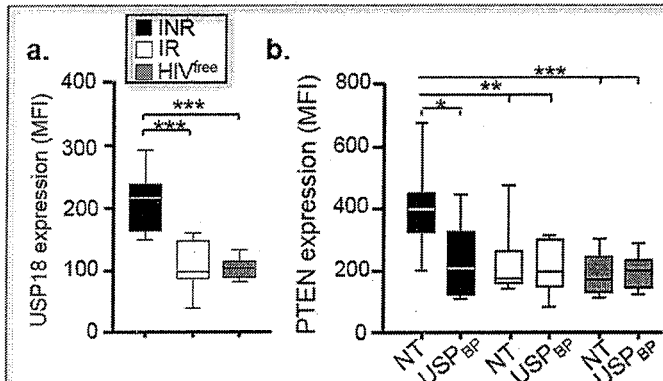 a.
INR
IR
HIVfree
b.
USP18 expression (MFI)
400
300
200
100
0
***
***
PTEN expression (MFI)
800
600
400
200
0
***
**
*
NT
USPBP
NT
USPBP
NT
USPBP